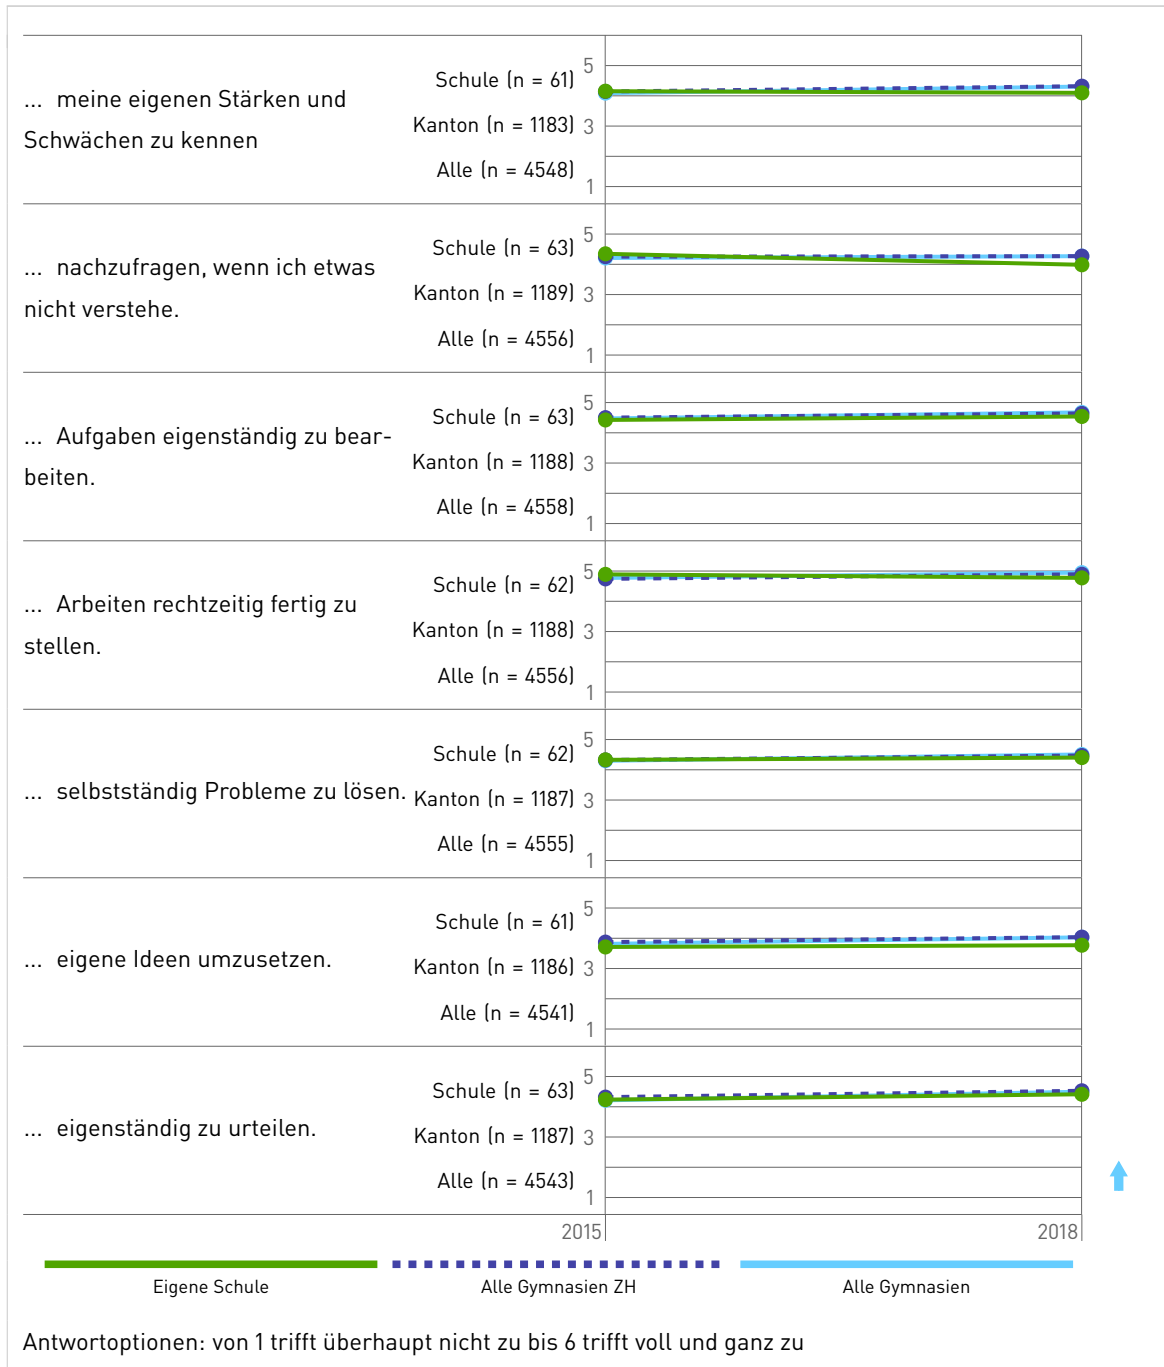 ... meine eigenen Stärken und
Schwächen zu kennen
Schule (n = 61)
Kanton (n = 1183)
Alle (n = 4548)
5
3
1
... nachzufragen, wenn ich etwas
nicht verstehe.
Schule (n = 63)
Kanton (n = 1189)
Alle (n = 4556)
5
3
1
... Aufgaben eigenständig zu bear-
beiten.
Schule (n = 63)
Kanton (n = 1188)
Alle (n = 4558)
5
3
1
... Arbeiten rechtzeitig fertig zu
stellen.
Schule (n = 62)
Kanton (n = 1188)
Alle (n = 4556)
5
3
1
... selbstständig Probleme zu lösen.
Schule (n = 62)
Kanton (n = 1187)
Alle (n = 4555)
5
3
1
... eigene Ideen umzusetzen.
Schule (n = 61)
Kanton (n = 1186)
Alle (n = 4541)
5
3
1
... eigenständig zu urteilen.
Schule (n = 63)
Kanton (n = 1187)
Alle (n = 4543)
5
3
1
2015 2018
Eigene Schule Alle Gymnasien ZH Alle Gymnasien
Antwortoptionen: von 1 trifft überhaupt nicht zu bis 6 trifft voll und ganz zu